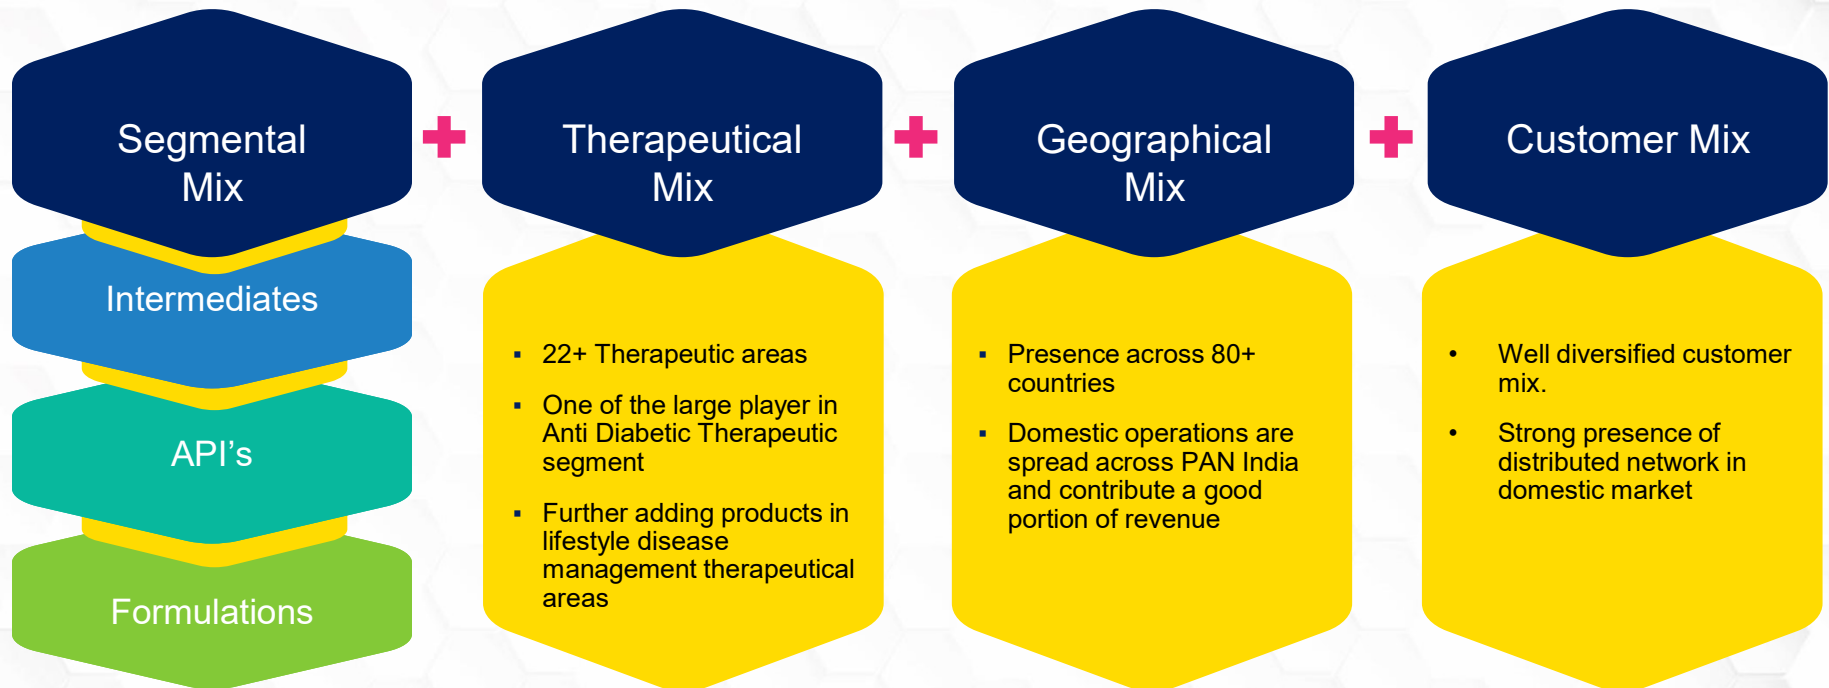 Segmental
Mix
Intermediates
API's
Formulations
Therapeutical
Mix
▪ 22+ Therapeutic areas
▪ One of the large player in
Anti Diabetic Therapeutic
segment
▪ Further adding products in
lifestyle disease
management therapeutical
areas
Geographical
Mix
▪ Presence across 80+
countries
▪ Domestic operations are
spread across PAN India
and contribute a good
portion of revenue
Customer Mix
• Well diversified customer
mix.
• Strong presence of
distributed network in
domestic market